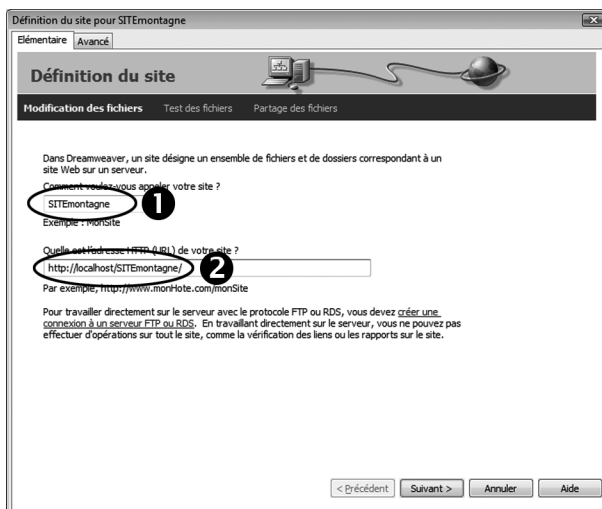 Définition du site pour SITEmontagne
Elémentaire Avancé
Définition du site
Modification des fichiers Test des fichiers Partage des fichiers
Dans Dreamweaver, un site désigne un ensemble de fichiers et de dossiers correspondant à un
site Web sur un serveur.
Comment voulez-vous appeler votre site ?
SITEmontagne
1
Exemple : MonSite
Quelle est l'adresse HTTP (URL) de votre site ?
http://localhost/SITEmontagne/
2
Par exemple, http://www.monHote.com/monSite
Pour travailler directement sur le serveur avec le protocole FTP ou RDS, vous devez créer une
connexion à un serveur FTP ou RDS. En travaillant directement sur le serveur, vous ne pouvez pas
effectuer d'opérations sur tout le site, comme la vérification des liens ou les rapports sur le site.
< Précédent Suivant > Annuler Aide